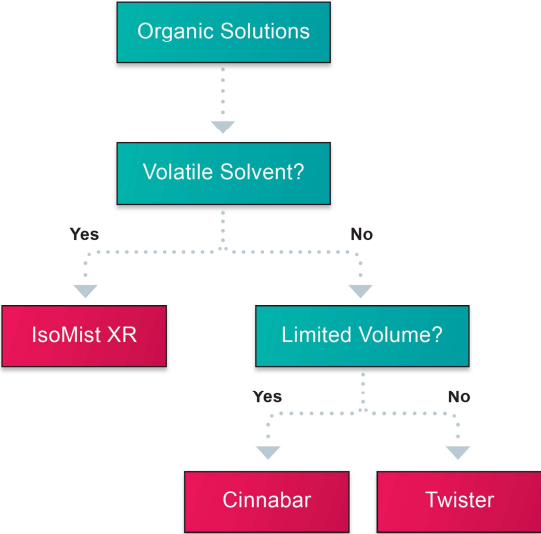 Organic Solutions
Volatile Solvent?
Yes
No
IsoMist XR
Limited Volume?
Yes
No
Cinnabar
Twister